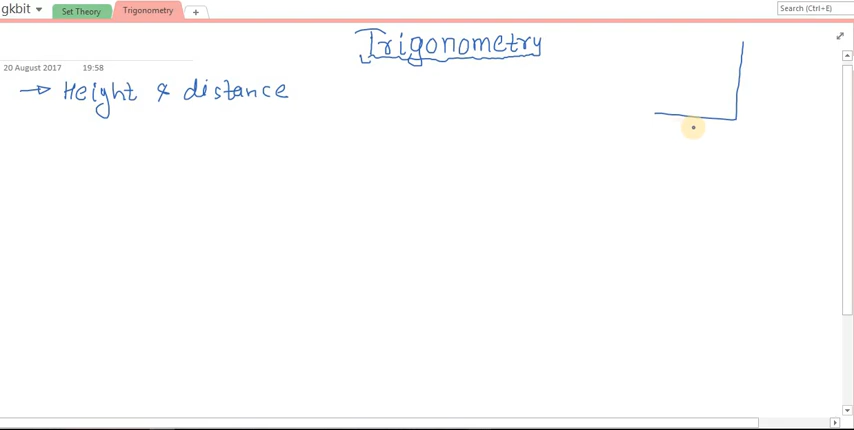 gkbit
Set Theory
Trigonometry
+
Search (Ctrl+E)
Trigonometry
20 August 2017 19:58
→ Height & distance